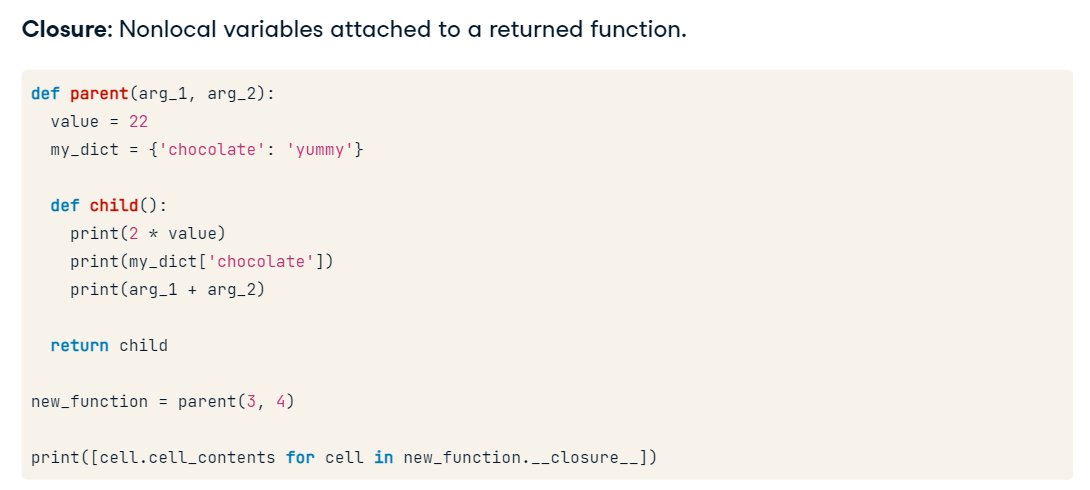 Closure: Nonlocal variables attached to a returned function.
def parent(arg_1, arg_2):
  value = 22
  my_dict = {'chocolate': 'yummy'}
  def child():
    print(2 * value)
    print(my_dict['chocolate'])
    print(arg_1 + arg_2)
  return child
new_function = parent(3, 4)
print([cell.cell_contents for cell in new_function.__closure__])